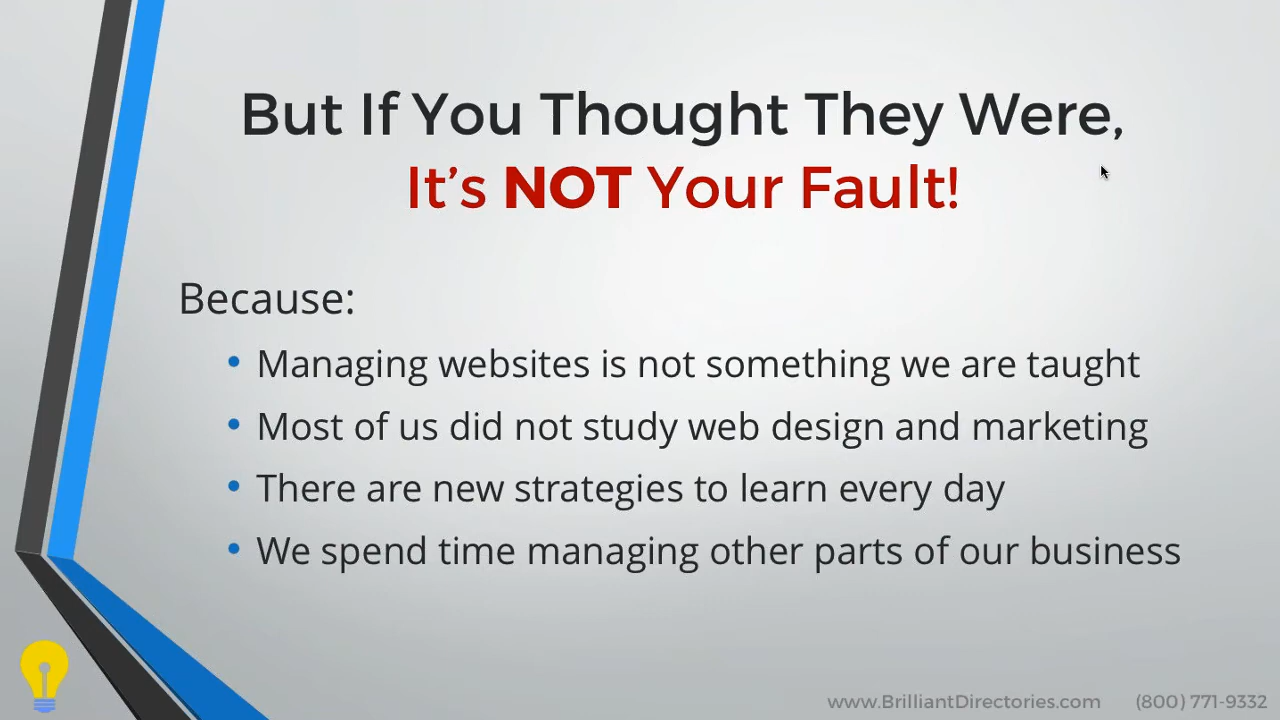 But If You Thought They Were,
It’s NOT Your Fault!
Because:
• Managing websites is not something we are taught
• Most of us did not study web design and marketing
• There are new strategies to learn every day
• We spend time managing other parts of our business
www.BrilliantDirectories.com (800) 771-9332